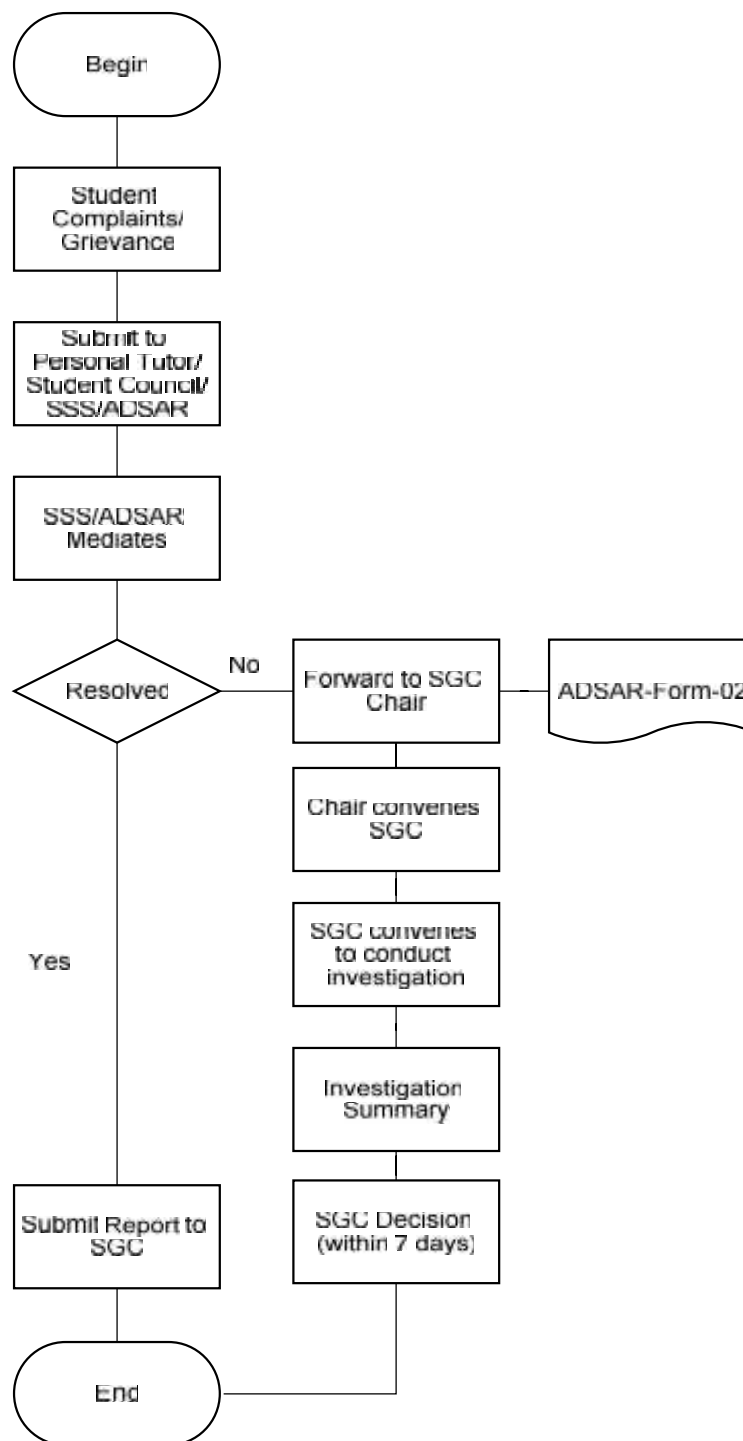 Begin
Student
Complaints/
Grievance
Submit to
Personal Tutor/
Student Council/
SSS/ADSAR
SSS/ADSAR
Mediates
Resolved
No
Forward to SGC
Chair
ADSAR-Form-02
Chair convenes
SGC
SGC convenes
to conduct
investigation
Yes
Investigation
Summary
Submit Report to
SGC
SGC Decision
(within 7 days)
End